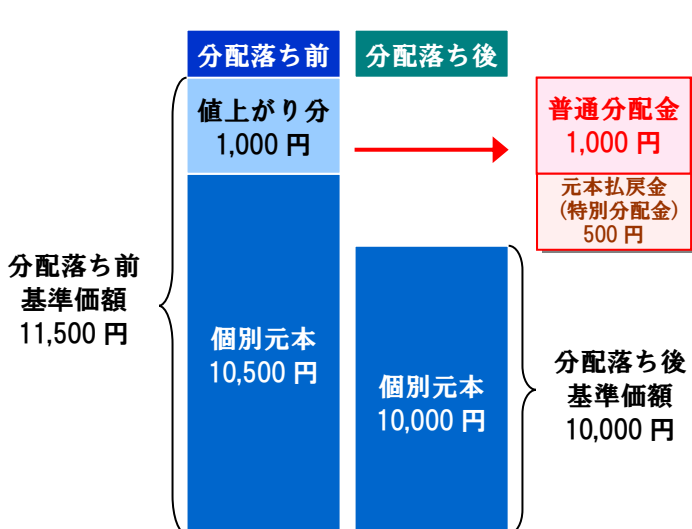 分配落ち前
分配落ち後
値上がり分
1,000 円
普通分配金
1,000 円
元本払戻金
(特別分配金)
500 円
分配落ち前
基準価額
11,500 円
個別元本
10,500 円
個別元本
10,000 円
分配落ち後
基準価額
10,000 円